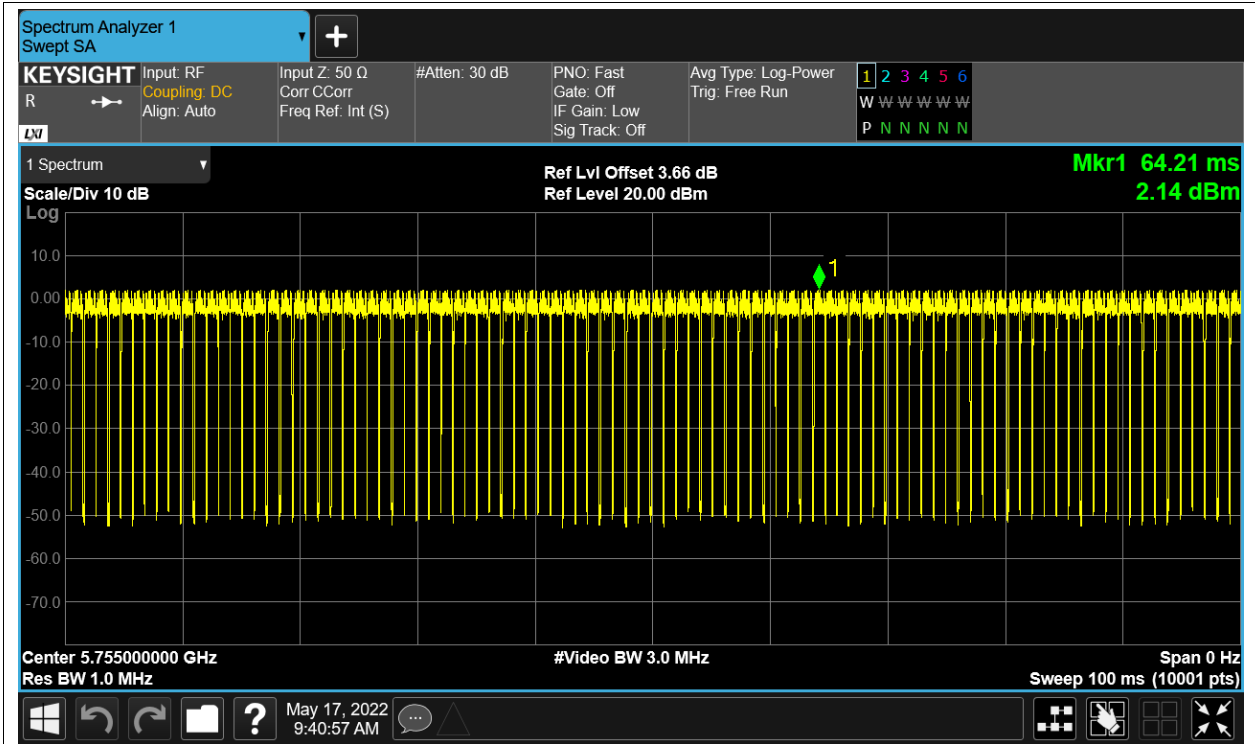 Spectrum Analyzer 1
Swept SA
KEYSIGHT
R
LXI
Input: RF
Coupling: DC
Align: Auto
Input Z: 50 Ω
Corr CCorr
Freq Ref: Int (S)
#Atten: 30 dB
PNO: Fast
Gate: Off
IF Gain: Low
Sig Track: Off
Avg Type: Log-Power
Trig: Free Run
1 2 3 4 5 6
W W W W W W
P N N N N N
1 Spectrum
Scale/Div 10 dB
Log
Ref Lvl Offset 3.66 dB
Ref Level 20.00 dBm
Mkr1 64.21 ms
2.14 dBm
1
10.0
0.00
-10.0
-20.0
-30.0
-40.0
-50.0
-60.0
-70.0
Center 5.755000000 GHz
Res BW 1.0 MHz
#Video BW 3.0 MHz
Span 0 Hz
Sweep 100 ms (10001 pts)
?
May 17, 2022
9:40:57 AM